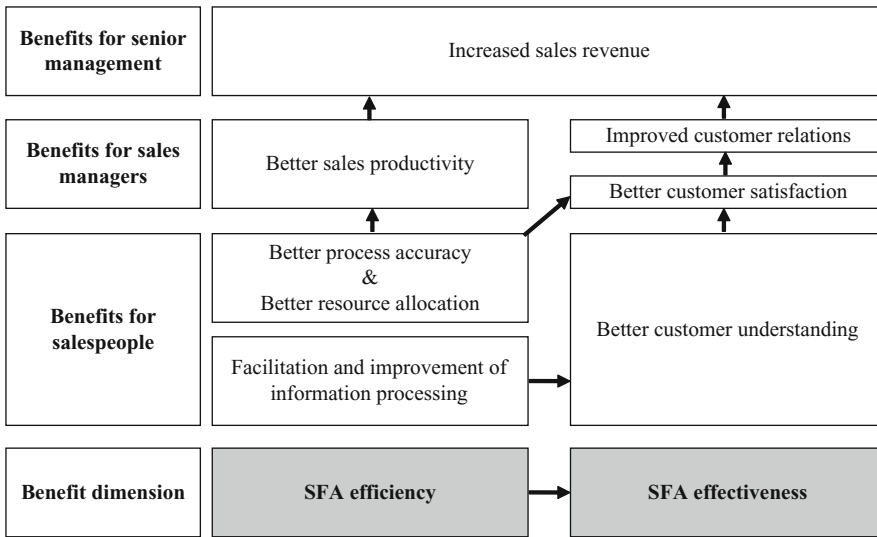 Benefits for senior
management
Increased sales revenue
Benefits for sales
managers
Better sales productivity
Improved customer relations
Better customer satisfaction
Benefits for
salespeople
Better process accuracy
&
Better resource allocation
Facilitation and improvement of
information processing
Better customer understanding
Benefit dimension
SFA efficiency
SFA effectiveness